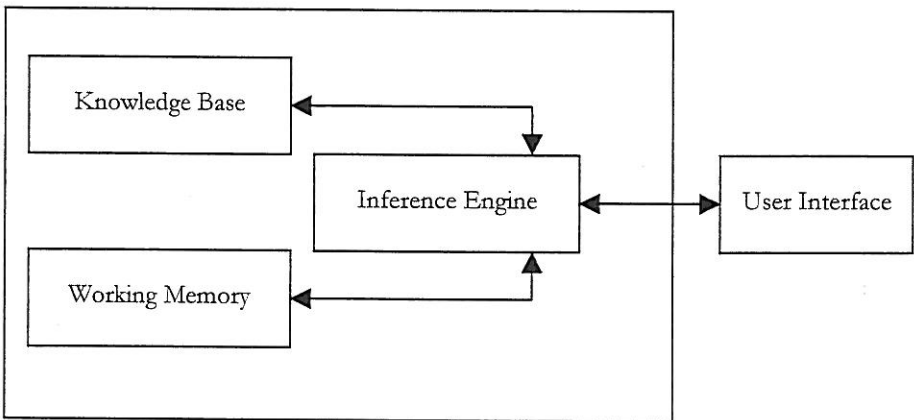 Knowledge Base
Inference Engine
User Interface
Working Memory